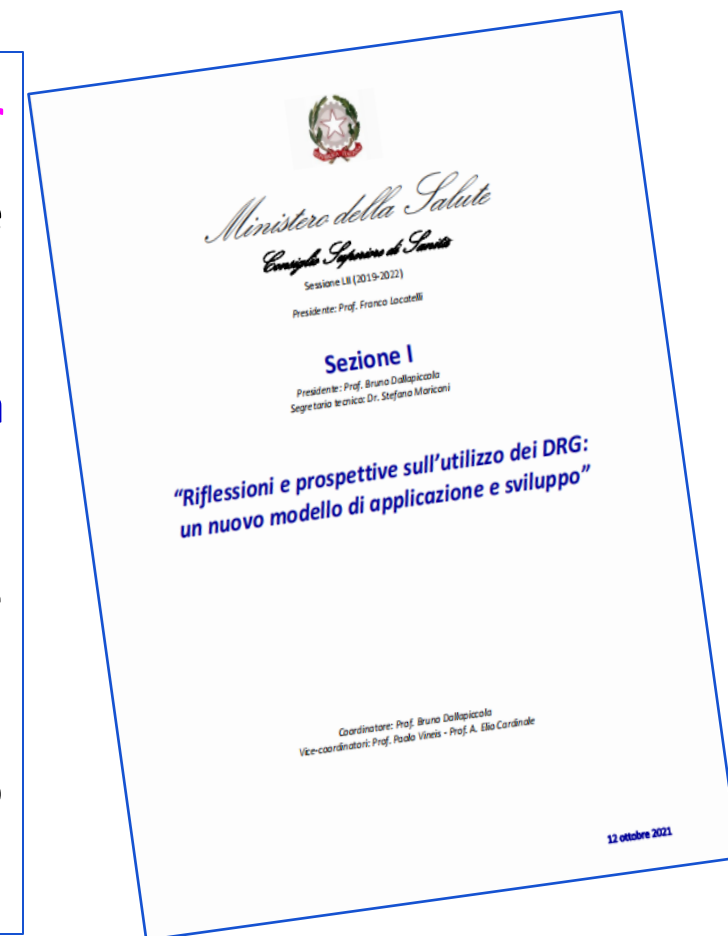 Ministero della Salute
Consiglio Superiore di Sanità
Sessione LII (2019-2022)
Presidente: Prof. Franco Locatelli
Sezione I
Presidente: Prof. Bruno Dallapiccola
Segretario tecnico: Dr. Stefano Moriconi
“Riflessioni e prospettive sull’utilizzo dei DRG:
un nuovo modello di applicazione e sviluppo”
Coordinatore: Prof. Bruno Dallapiccola
Vice-coordinatori: Prof. Paolo Vineis - Prof. A. Elio Cardinale
12 ottobre 2021